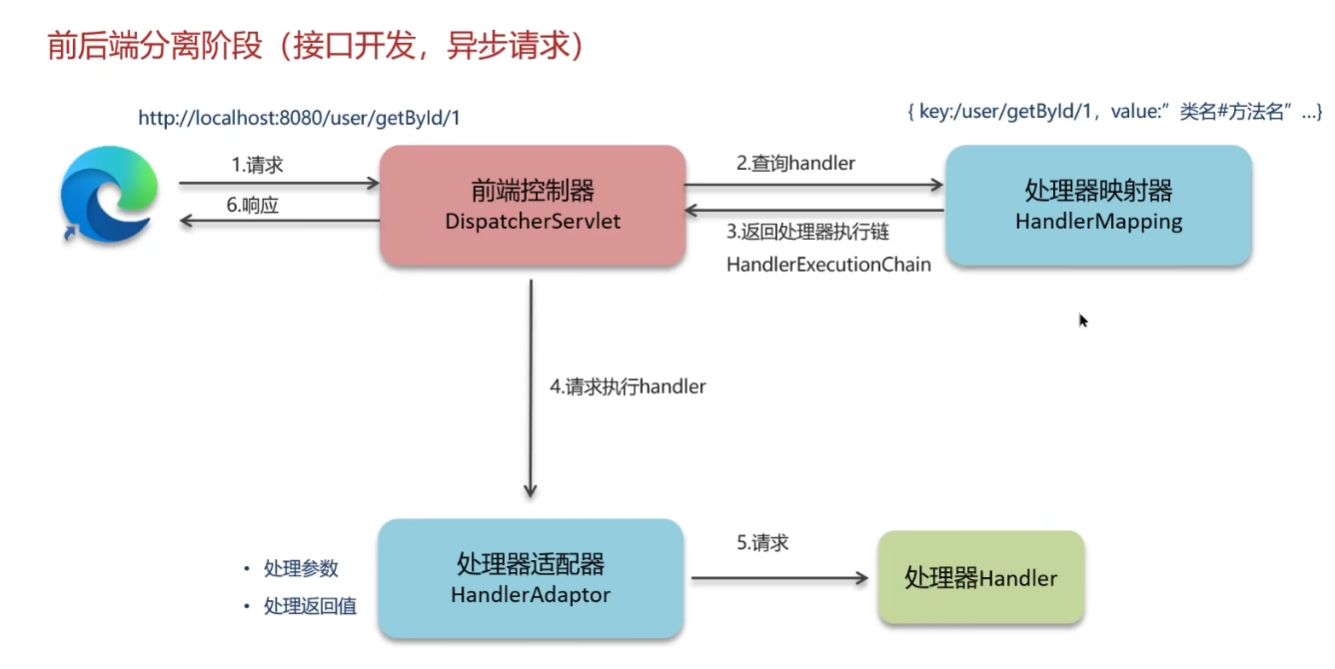 前后端分离阶段（接口开发，异步请求）
http://localhost:8080/user/getById/1
{ key:/user/getById/1，value:”类名#方法名” ...}
1.请求
6.响应
前端控制器
DispatcherServlet
2.查询handler
3.返回处理器执行链
HandlerExecutionChain
处理器映射器
HandlerMapping
4.请求执行handler
• 处理参数
• 处理返回值
处理器适配器
HandlerAdaptor
5.请求
处理器Handler